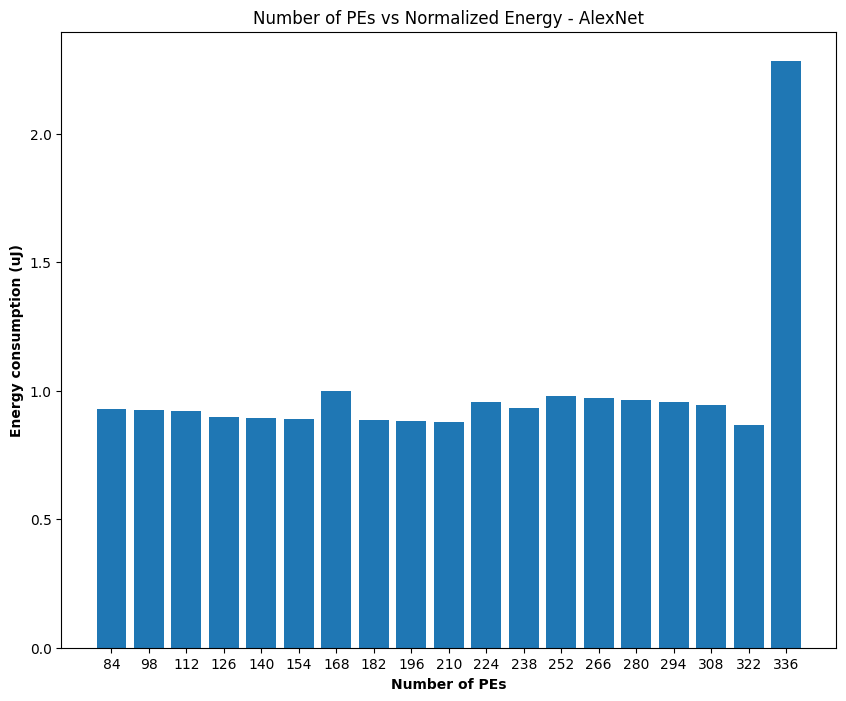 Number of PEs vs Normalized Energy - AlexNet
Energy consumption (uJ)
2.0
1.5
1.0
0.5
0.0
84 98 112 126 140 154 168 182 196 210 224 238 252 266 280 294 308 322 336
Number of PEs